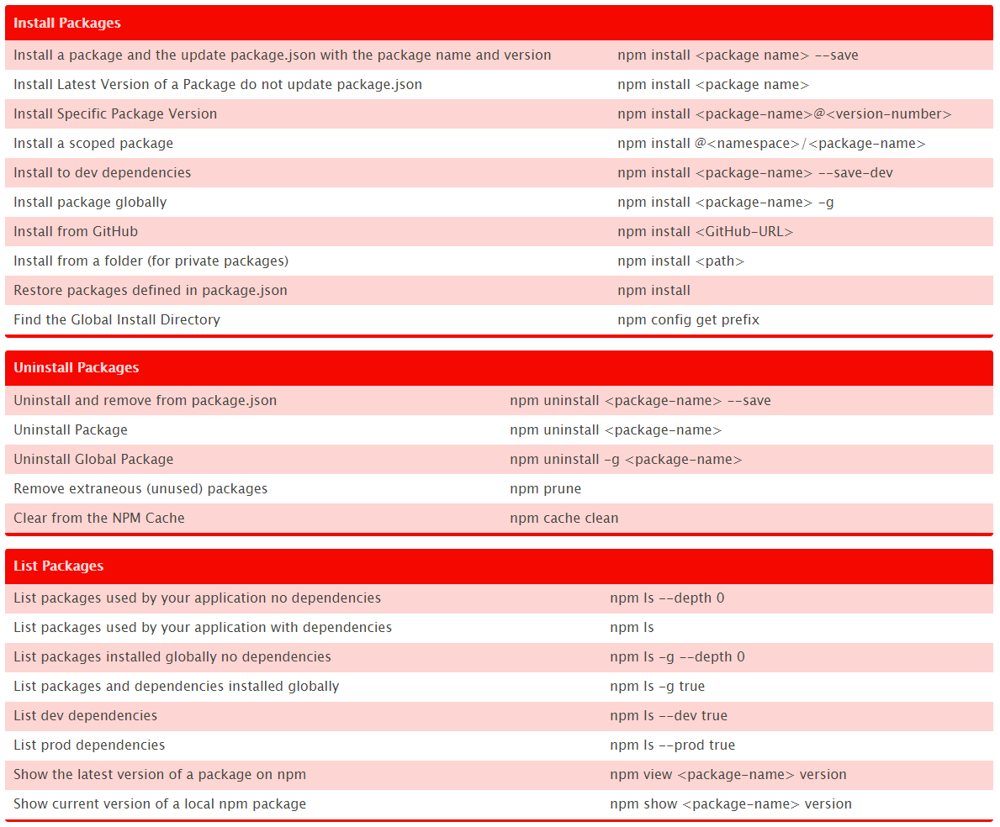 Install Packages
Install a package and the update package.json with the package name and version npm install <package name> --save
Install Latest Version of a Package do not update package.json npm install <package name>
Install Specific Package Version npm install <package-name>@<version-number>
Install a scoped package npm install @<namespace>/<package-name>
Install to dev dependencies npm install <package-name> --save-dev
Install package globally npm install <package-name> -g
Install from GitHub npm install <GitHub-URL>
Install from a folder (for private packages) npm install <path>
Restore packages defined in package.json npm install
Find the Global Install Directory npm config get prefix
Uninstall Packages
Uninstall and remove from package.json npm uninstall <package-name> --save
Uninstall Package npm uninstall <package-name>
Uninstall Global Package npm uninstall -g <package-name>
Remove extraneous (unused) packages npm prune
Clear from the NPM Cache npm cache clean
List Packages
List packages used by your application no dependencies npm ls --depth 0
List packages used by your application with dependencies npm ls
List packages installed globally no dependencies npm ls -g --depth 0
List packages and dependencies installed globally npm ls -g true
List dev dependencies npm ls --dev true
List prod dependencies npm ls --prod true
Show the latest version of a package on npm npm view <package-name> version
Show current version of a local npm package npm show <package-name> version